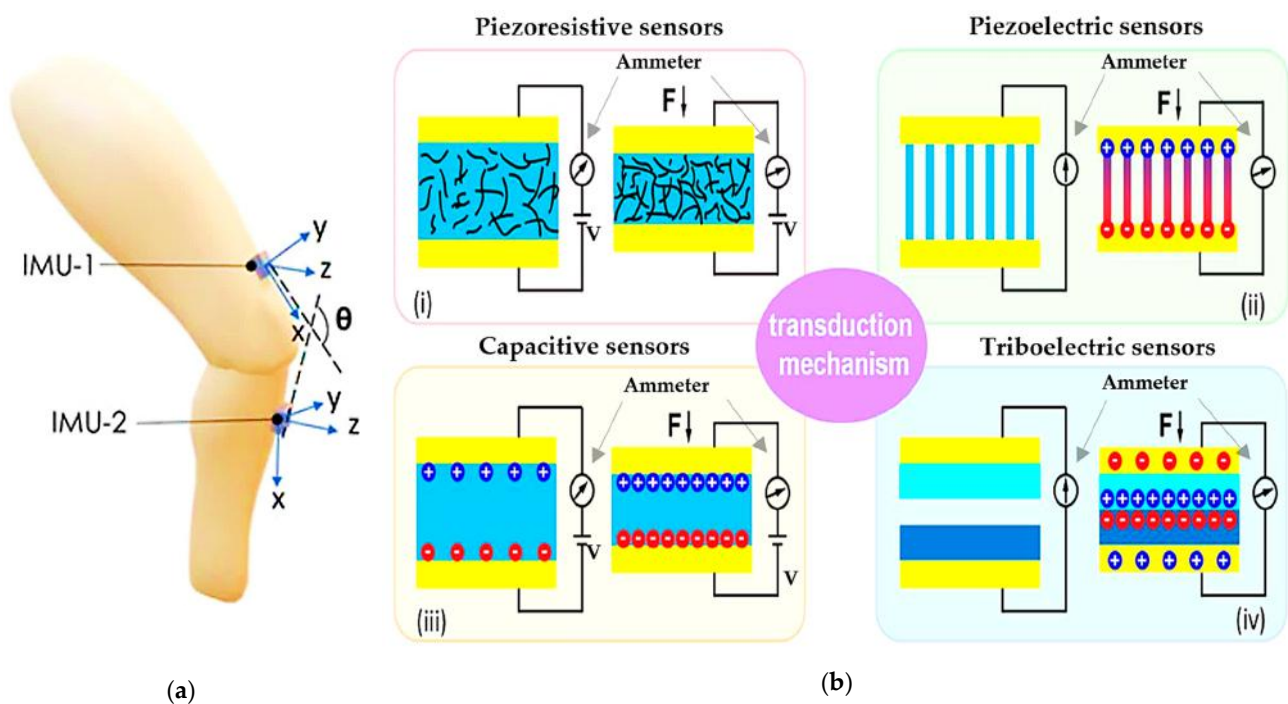 IMU-1
y
z
x
θ
IMU-2
y
z
x
(a)
Piezoresistive sensors
Ammeter
F
V
V
(i)
Piezoelectric sensors
Ammeter
F
+ + + + + + +
- - - - - - -
(ii)
transduction
mechanism
Capacitive sensors
Ammeter
F
+ + + + +
- - - - -
+ + + + + + + + +
- - - - - - - - -
V
V
(iii)
Triboelectric sensors
Ammeter
F
- - - - -
+ + + + + + + + +
- - - - - - - - -
+ + + + +
(iv)
(b)